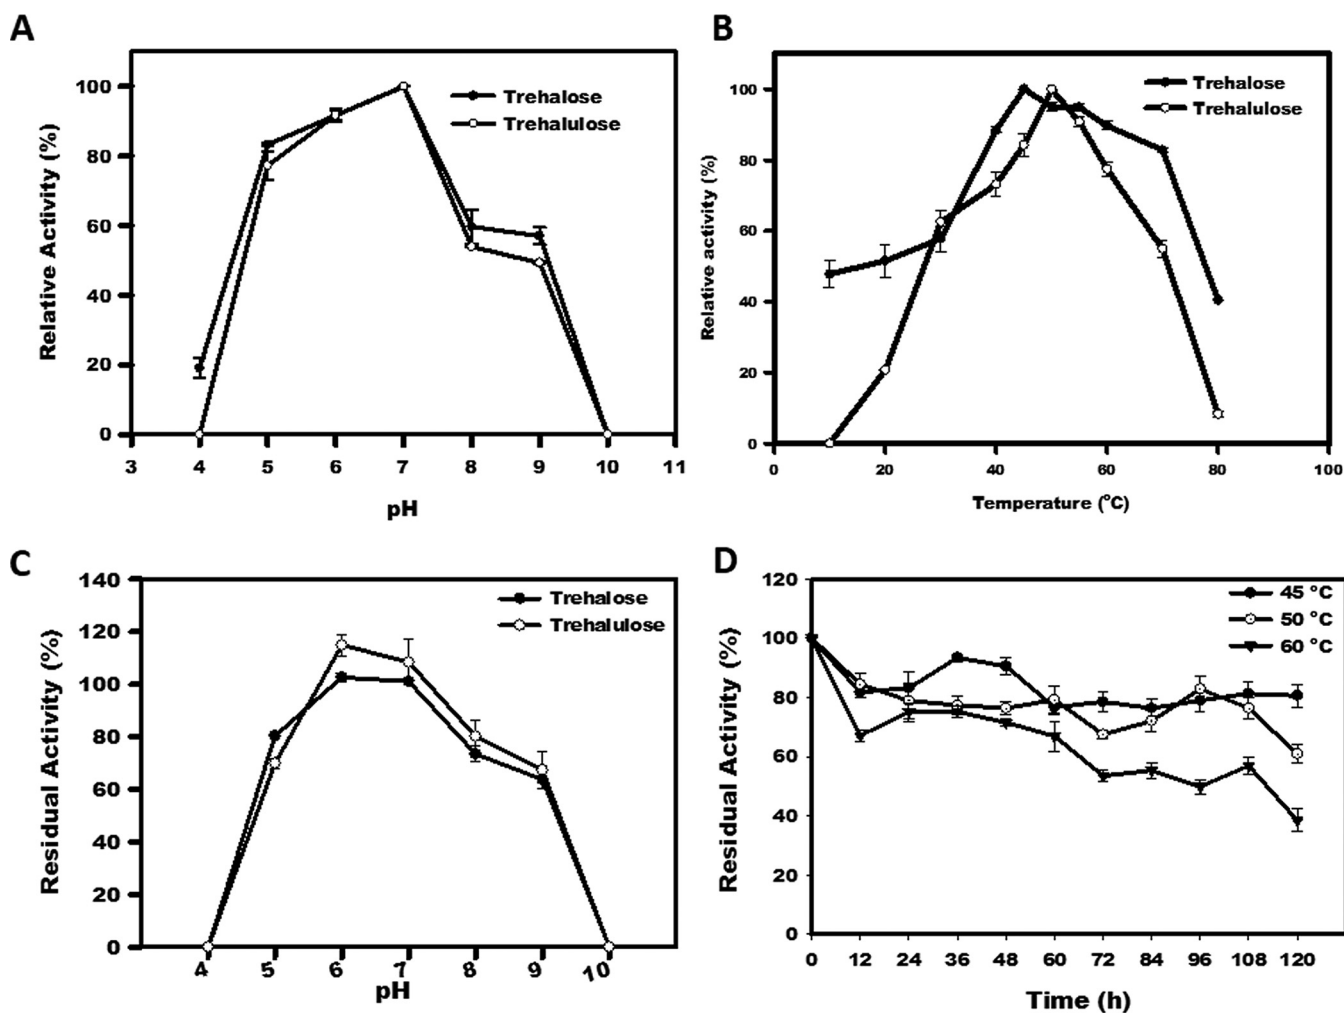 A
Relative Activity (%)
100
80
60
40
20
0
Trehalose
Trehalulose
3 4 5 6 7 8 9 10 11
pH
B
Relative activity (%)
100
80
60
40
20
0
Trehalose
Trehalulose
0 20 40 60 80 100
Temperature (°C)
C
Residual Activity (%)
140
120
100
80
60
40
20
0
Trehalose
Trehalulose
4 5 6 7 8 9 10
pH
D
Residual Activity (%)
120
100
80
60
40
20
0
45 °C
50 °C
60 °C
0 12 24 36 48 60 72 84 96 108 120
Time (h)